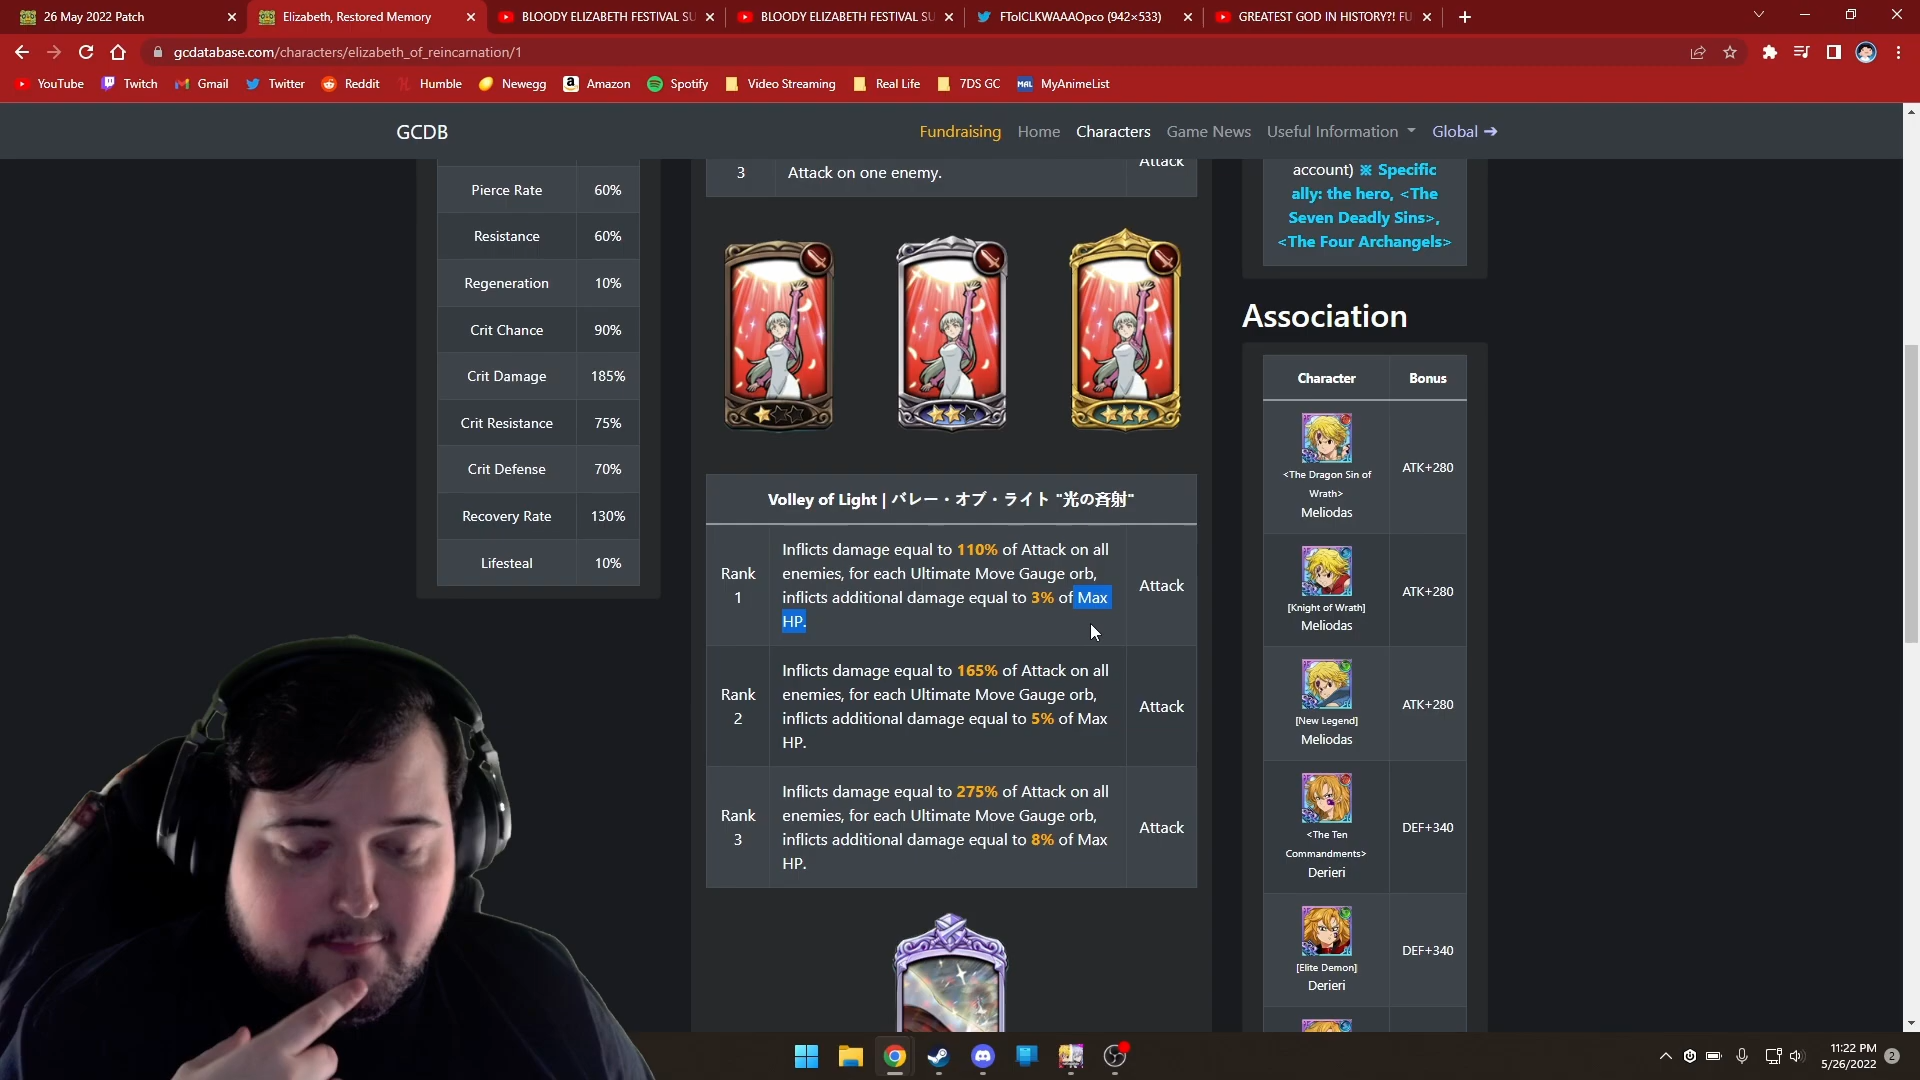 26 May 2022 Patch
Elizabeth, Restored Memory
BLOODY ELIZABETH FESTIVAL SU
BLOODY ELIZABETH FESTIVAL SU
FToICLKWAAAOpco (942×533)
GREATEST GOD IN HISTORY?! FU
gcdatabase.com/characters/elizabeth_of_reincarnation/1
YouTube
Twitch
Gmail
Twitter
Reddit
Humble
Newegg
Amazon
Spotify
Video Streaming
Real Life
7DS GC
MyAnimeList
GCDB
Fundraising
Home
Characters
Game News
Useful Information
Global →
Pierce Rate 60%
Resistance 60%
Regeneration 10%
Crit Chance 90%
Crit Damage 185%
Crit Resistance 75%
Crit Defense 70%
Recovery Rate 130%
Lifesteal 10%
3
Attack on one enemy.
Attack
Volley of Light | バレー・オブ・ライト "光の斉射"
Rank
1
Inflicts damage equal to 110% of Attack on all
enemies, for each Ultimate Move Gauge orb,
inflicts additional damage equal to 3% of Max
HP.
Attack
Rank
2
Inflicts damage equal to 165% of Attack on all
enemies, for each Ultimate Move Gauge orb,
inflicts additional damage equal to 5% of Max
HP.
Attack
Rank
3
Inflicts damage equal to 275% of Attack on all
enemies, for each Ultimate Move Gauge orb,
inflicts additional damage equal to 8% of Max
HP.
Attack
account) ※ Specific
ally: the hero, <The
Seven Deadly Sins>,
<The Four Archangels>
Association
Character Bonus
<The Dragon Sin of
Wrath>
Meliodas
ATK+280
[Knight of Wrath]
Meliodas
ATK+280
[New Legend]
Meliodas
ATK+280
<The Ten
Commandments>
Derieri
DEF+340
[Elite Demon]
Derieri
DEF+340
11:22 PM
5/26/2022
2